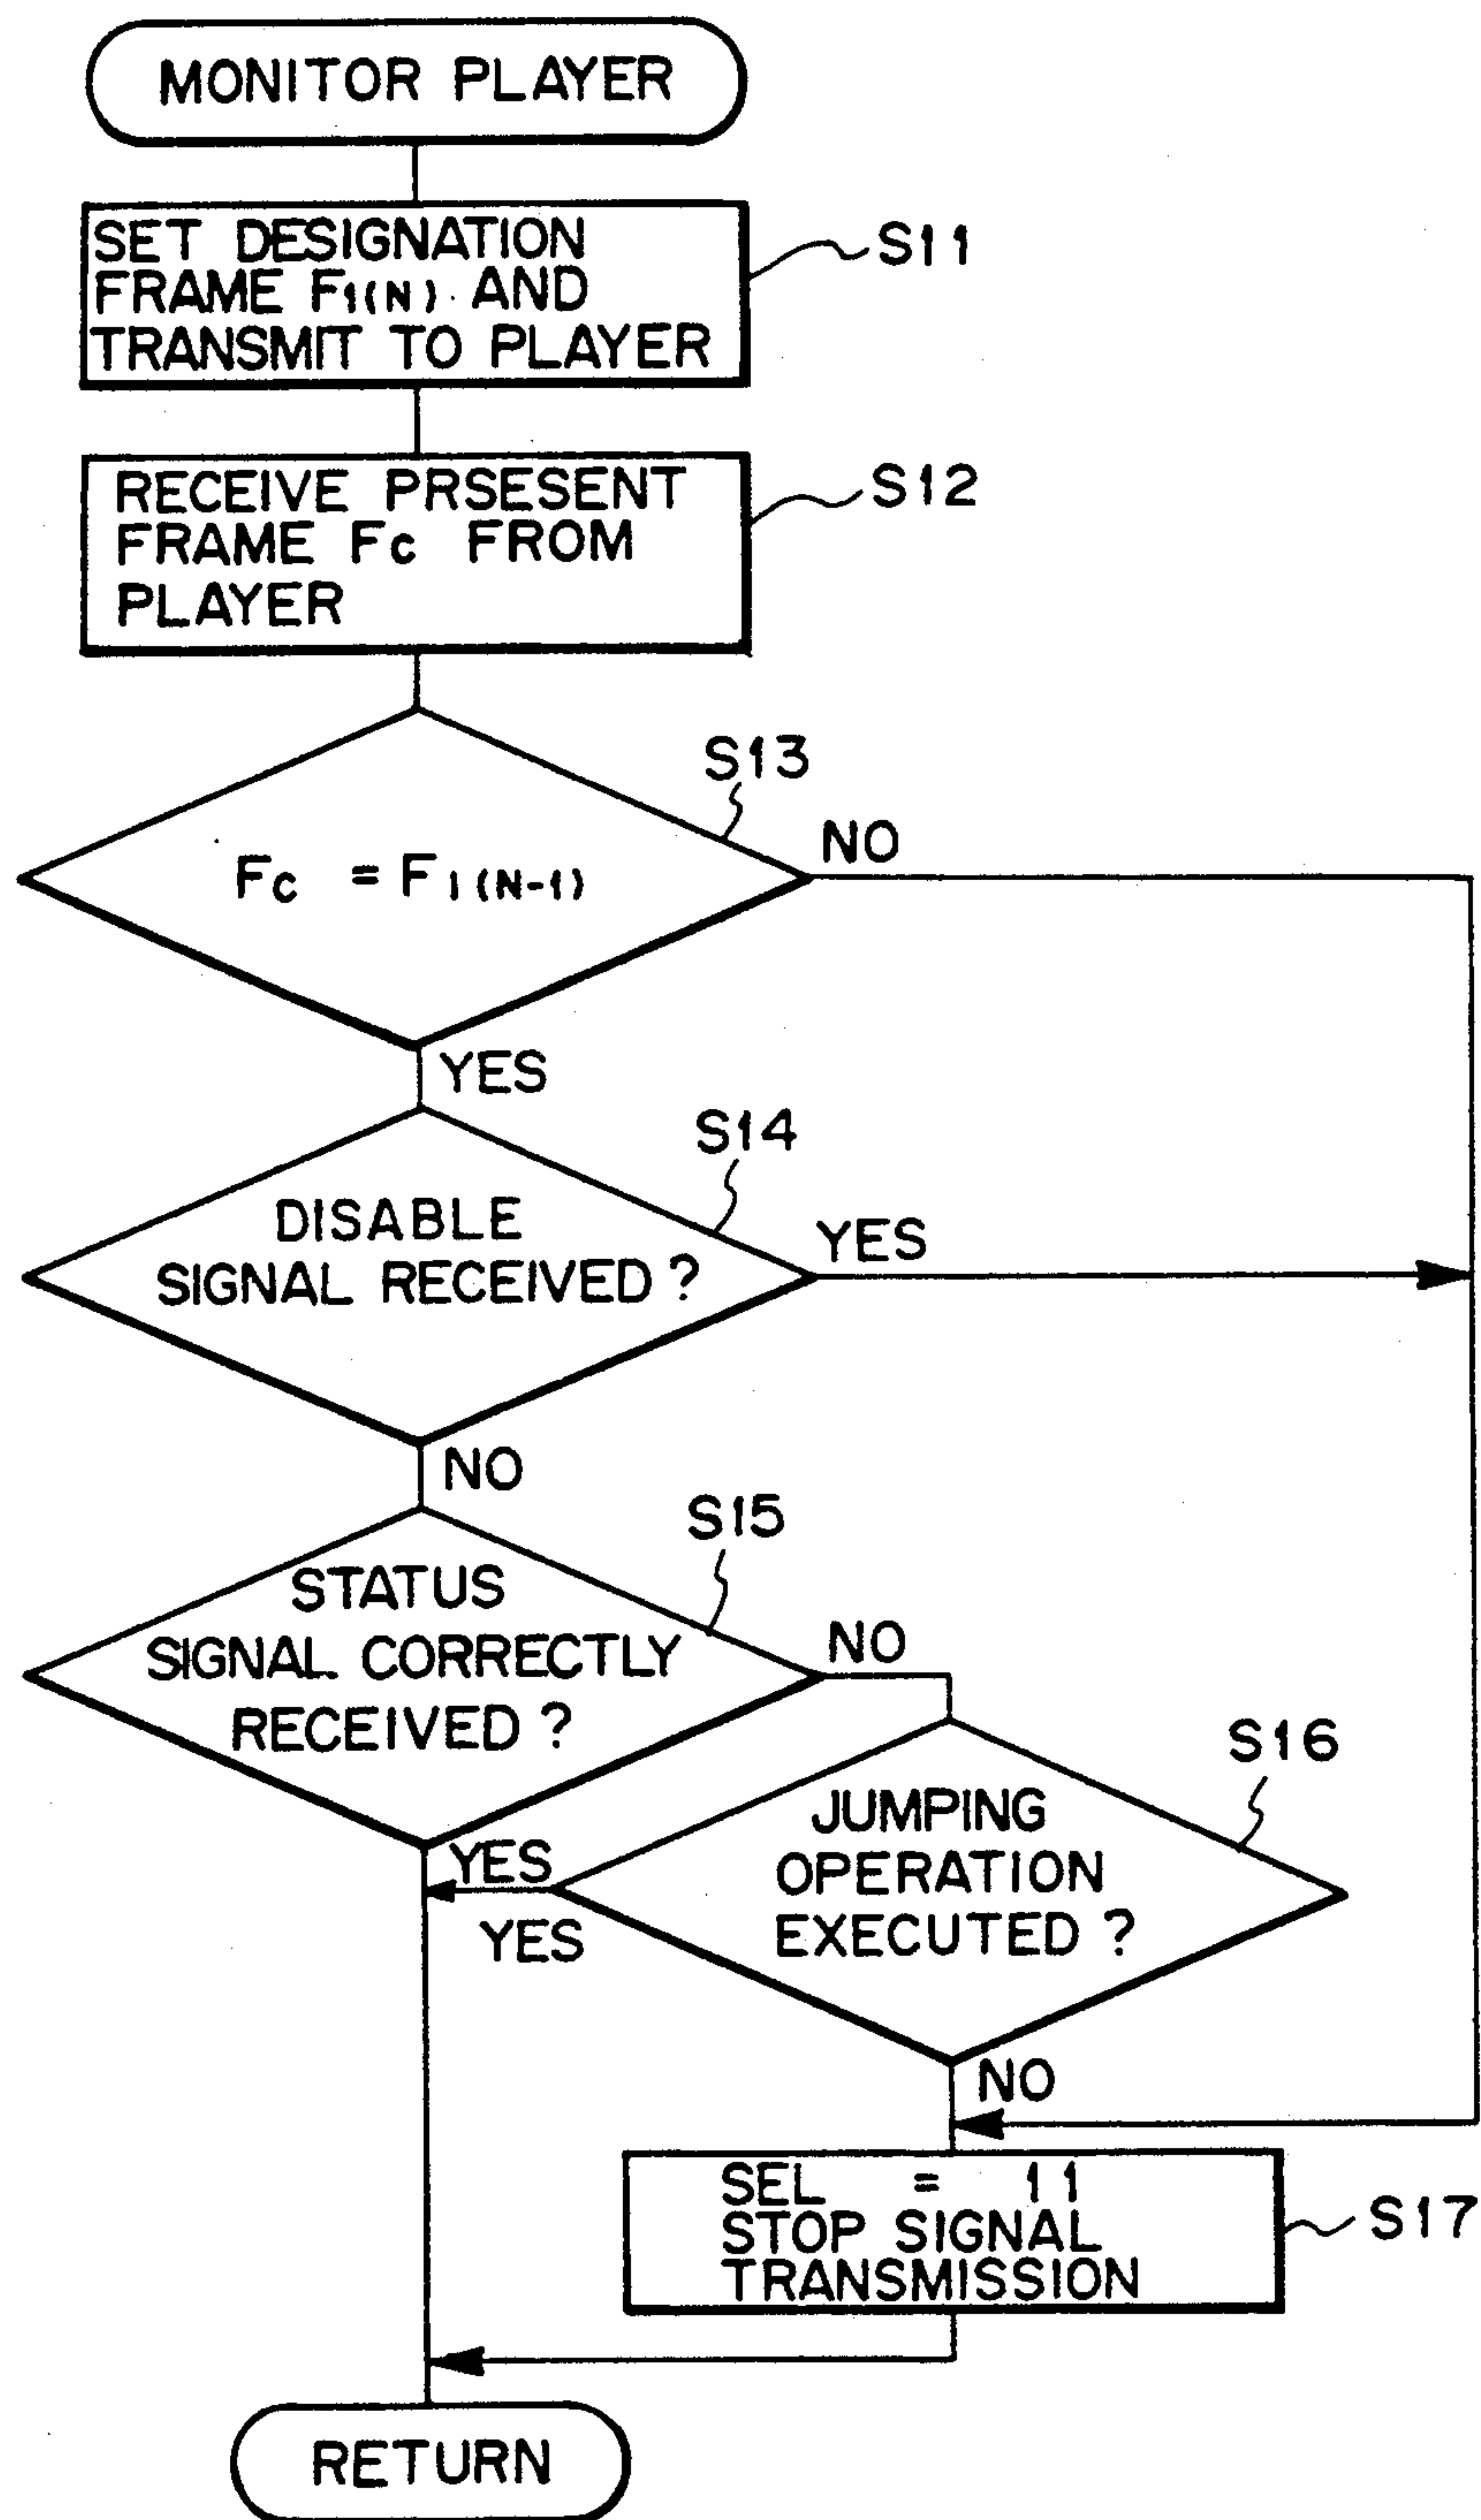 MONITOR PLAYER
SET DESIGNATION
FRAME F1(N). AND
TRANSMIT TO PLAYER
S11
RECEIVE PRSESENT
FRAME Fc FROM
PLAYER
S12
S13
Fc = F1(N-1)
NO
YES
S14
DISABLE
SIGNAL RECEIVED ?
YES
NO
S15
STATUS
SIGNAL CORRECTLY
RECEIVED ?
NO
YES
S16
JUMPING
OPERATION
EXECUTED ?
YES
NO
SEL = 11
STOP SIGNAL
TRANSMISSION
S17
RETURN